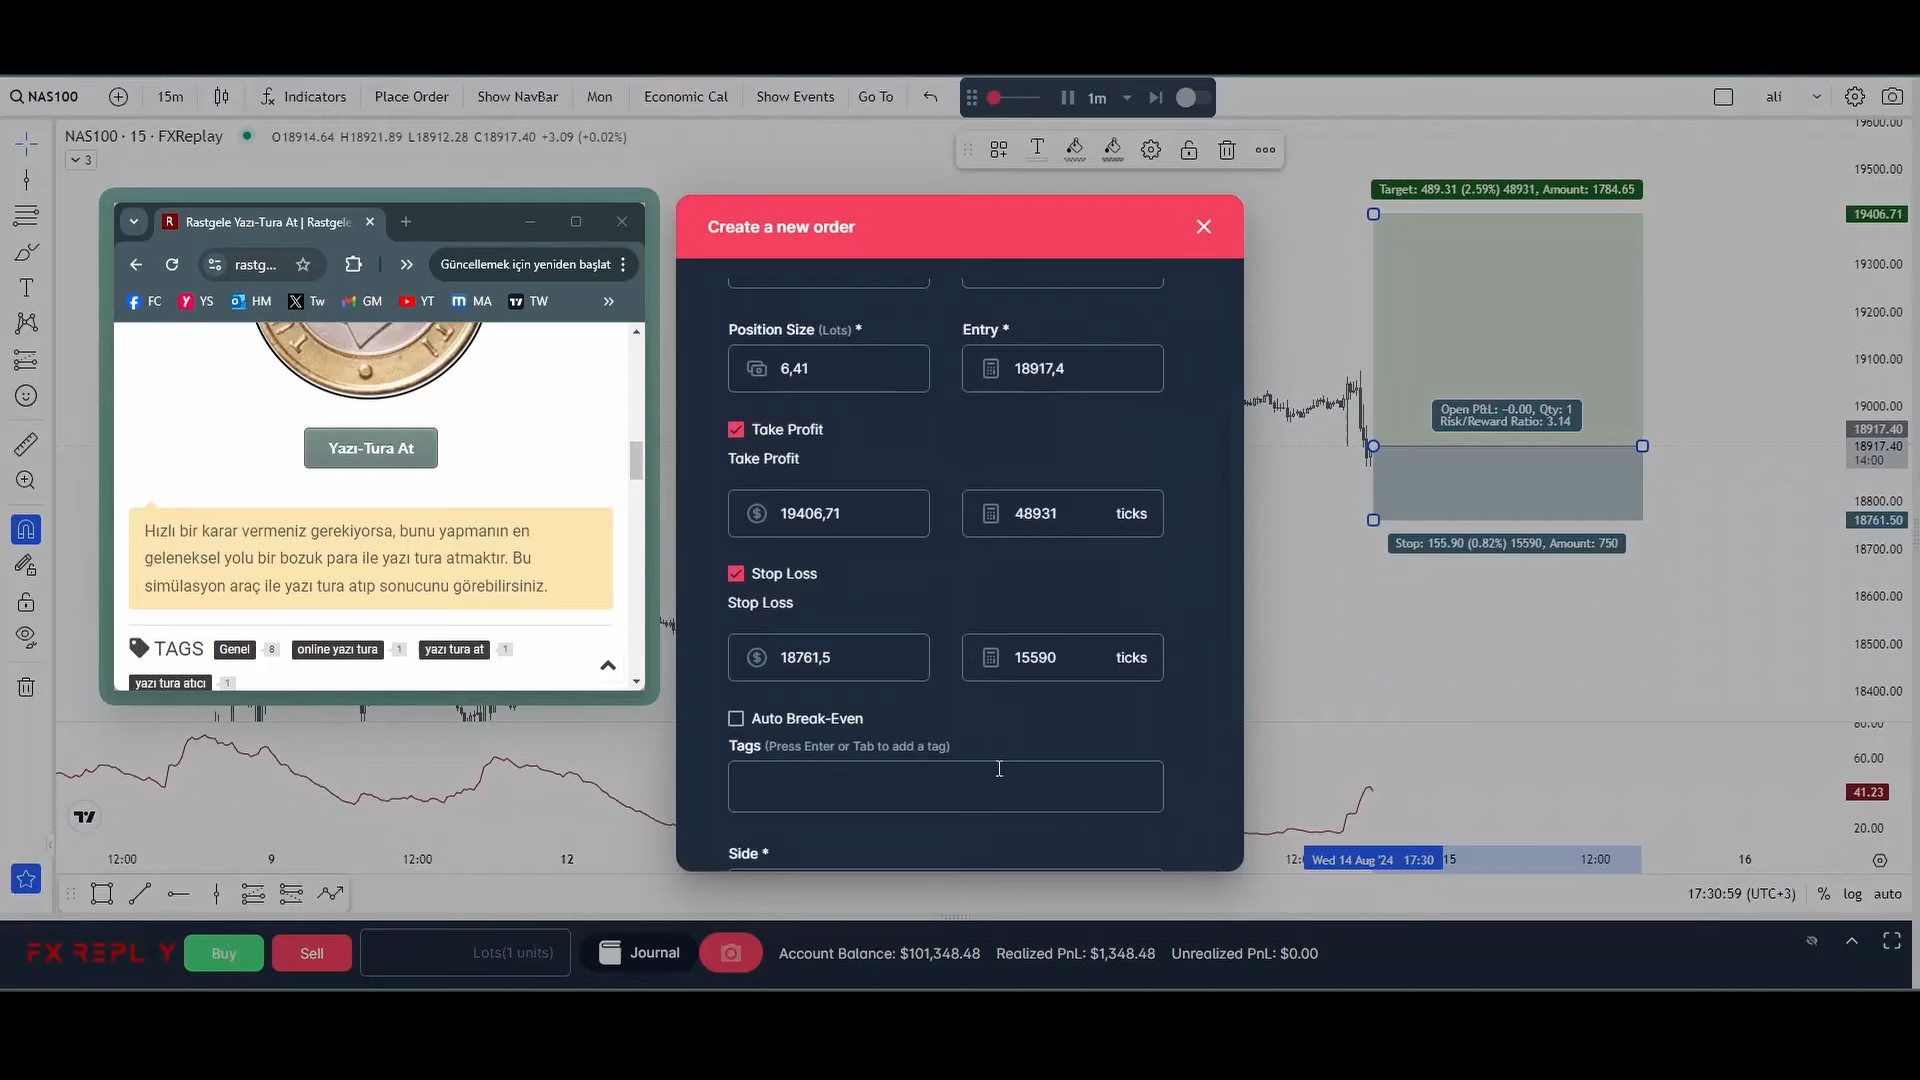 NAS100
15m
Indicators
Place Order
Show NavBar
Mon
Economic Cal
Show Events
Go To
1m
ali
NAS100 · 15 · FXReplay
O18914.64 H18921.89 L18912.28 C18917.40 +3.09 (+0.02%)
3
Rastgele Yazı-Tura At | Rastgele
rastg...
Güncellemek için yeniden başlat
FC
YS
HM
Tw
GM
YT
MA
TW
Yazı-Tura At
Hızlı bir karar vermeniz gerekiyorsa, bunu yapmanın en
geleneksel yolu bir bozuk para ile yazı tura atmaktır. Bu
simülasyon araç ile yazı tura atıp sonucunu görebilirsiniz.
TAGS
Genel 8
online yazı tura 1
yazı tura at 1
yazı tura atıcı 1
Create a new order
Position Size (Lots) *
Entry *
6,41
18917,4
Take Profit
Take Profit
19406,71
48931 ticks
Stop Loss
Stop Loss
18761,5
15590 ticks
Auto Break-Even
Tags (Press Enter or Tab to add a tag)
Side *
Target: 489.31 (2.59%) 48931, Amount: 1784.65
Open P&L: −0.00, Qty: 1
Risk/Reward Ratio: 3.14
Stop: 155.90 (0.82%) 15590, Amount: 750
19600.00
19500.00
19406.71
19300.00
19200.00
19100.00
19000.00
18917.40
18917.40
14:00
18800.00
18761.50
18700.00
18600.00
18500.00
18400.00
80.00
60.00
41.23
20.00
12:00
9
12:00
12
12:
Wed 14 Aug '24 17:30
15
12:00
16
17:30:59 (UTC+3)
%
log
auto
FX REPL Y
Buy
Sell
Lots(1 units)
Journal
Account Balance: $101,348.48
Realized PnL: $1,348.48
Unrealized PnL: $0.00